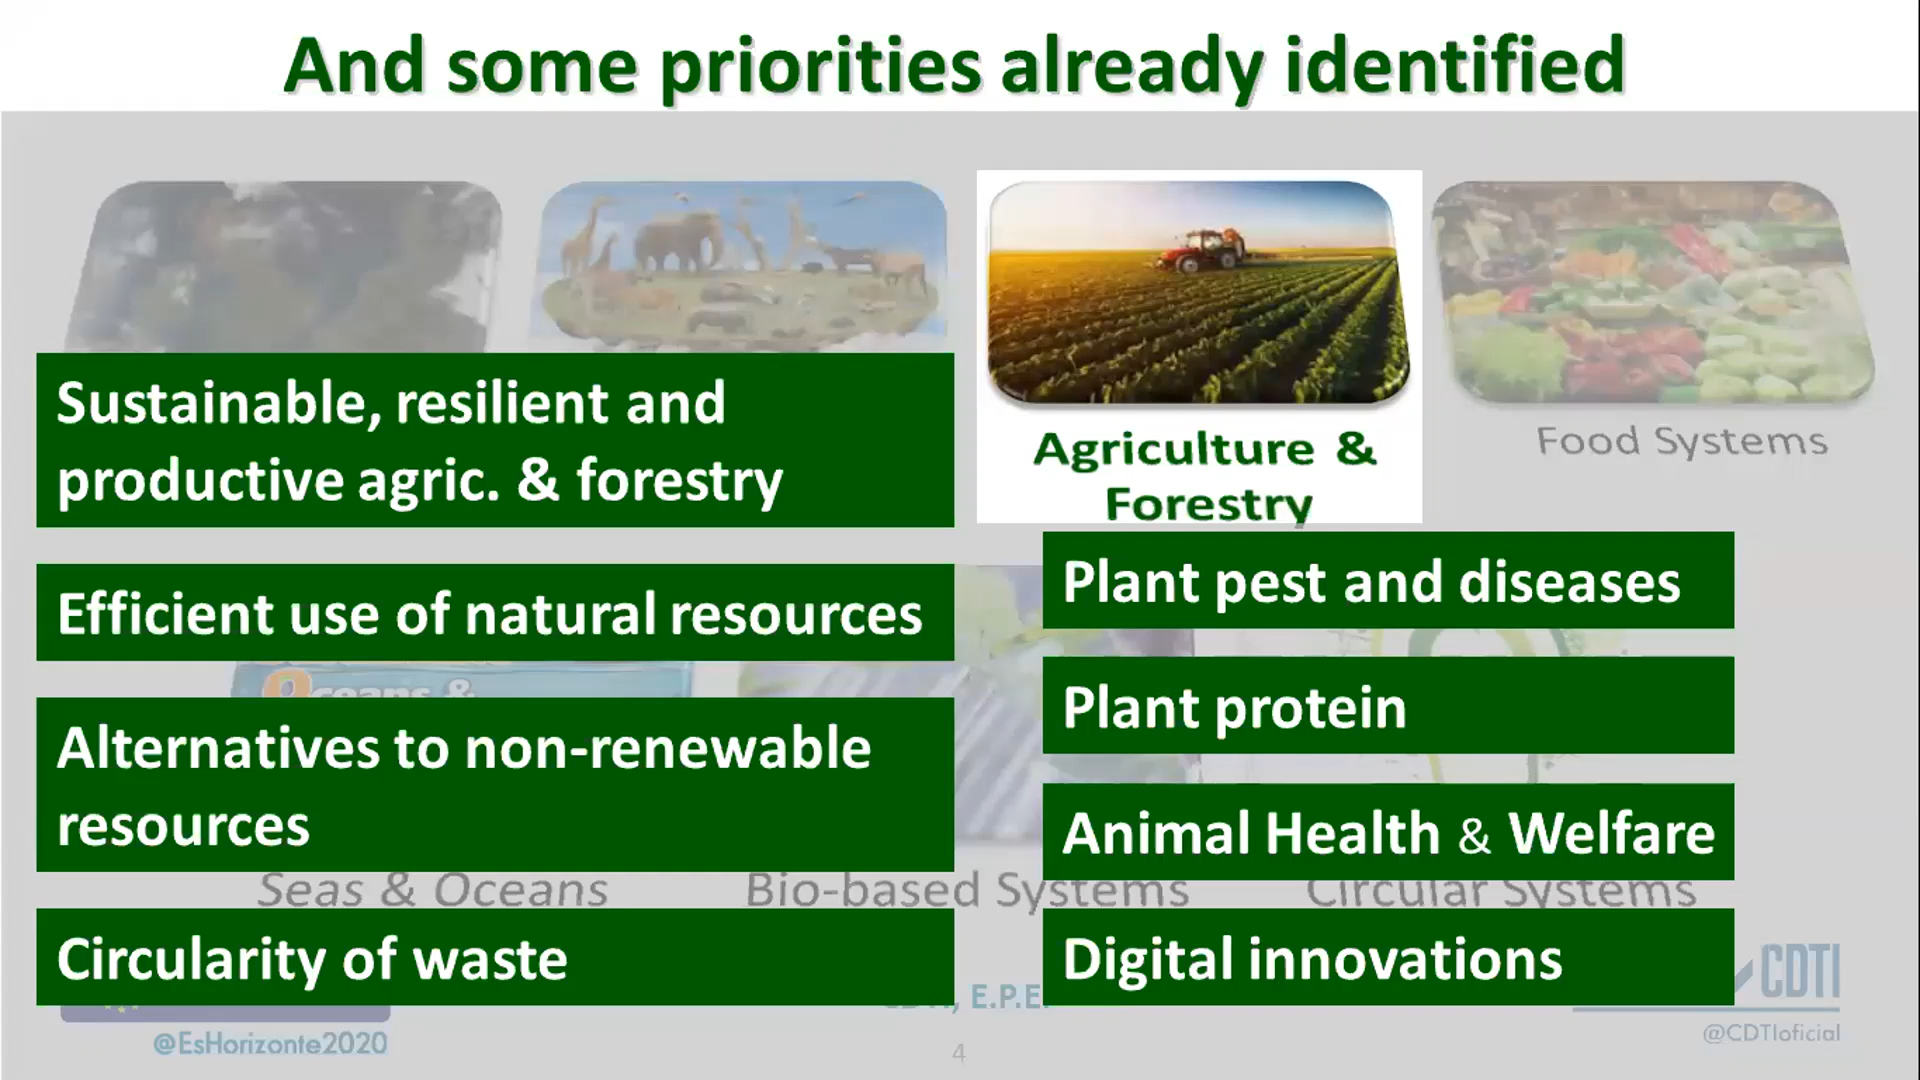 And some priorities already identified
Sustainable, resilient and
productive agric. & forestry
Agriculture &
Forestry
Food Systems
Efficient use of natural resources
Plant pest and diseases
Oceans &
Plant protein
Alternatives to non-renewable
resources
Animal Health & Welfare
Seas & Oceans
Bio-based Systems
Circular Systems
Circularity of waste
Digital innovations
CDTI, E.P.E.
CDTI
@EsHorizonte2020
@CDTIoficial
4